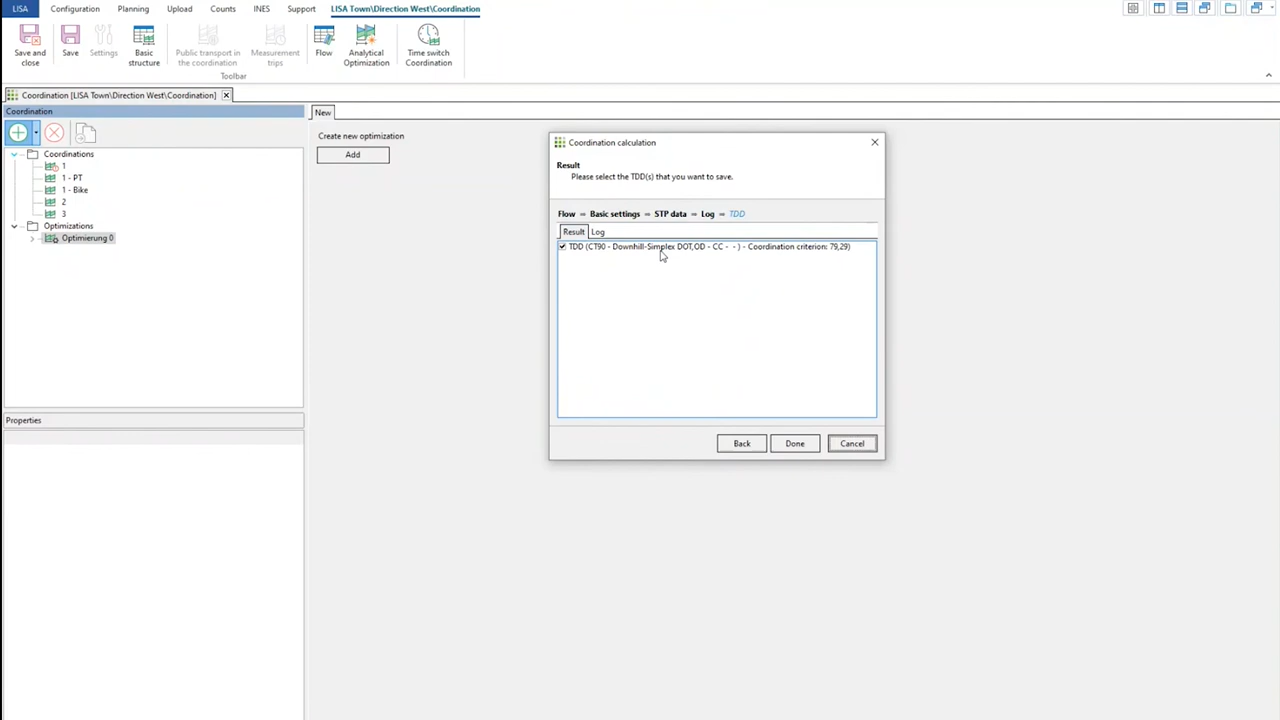 LISA Configuration Planning Upload Counts INES Support LISA Town\Direction West\Coordination
Save and close Save Settings Basic structure Public transport in the coordination Measurement trips Flow Analytical Optimization Time switch Coordination
Toolbar
Coordination [LISA Town\Direction West\Coordination]
Coordination
New
Create new optimization
Add
Coordinations
1
1 - PT
1 - Bike
2
3
Optimizations
Optimierung 0
Properties
Coordination calculation
Result
Please select the TDD(s) that you want to save.
Flow = Basic settings = STP data = Log = TDD
Result Log
TDD (CT90 - Downhill-Simplex DOT,OD - CC - - ) - Coordination criterion: 79,29)
Back Done Cancel